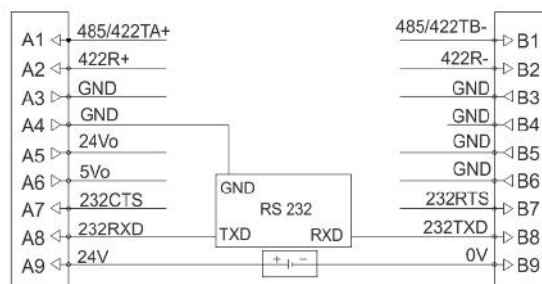 A1 485/422TA+ 485/422TB- B1
A2 422R+ 422R- B2
A3 GND GND B3
A4 GND GND B4
A5 24Vo GND B5
A6 5Vo GND B6
GND
A7 232CTS RS 232 232RTS B7
A8 232RXD TXD RXD 232TXD B8
A9 24V + - 0V B9